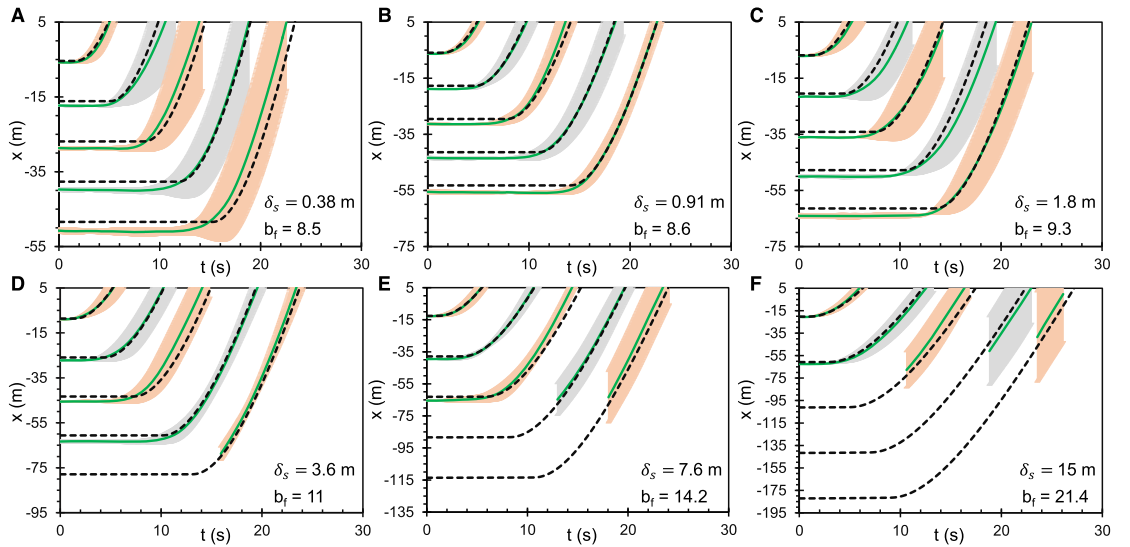 A
5
-15
-35
-55
x (m)
0 10 20 30
t (s)
δs = 0.38 m
bf = 8.5
B
5
-15
-35
-55
-75
x (m)
0 10 20 30
t (s)
δs = 0.91 m
bf = 8.6
C
5
-15
-35
-55
-75
x (m)
0 10 20 30
t (s)
δs = 1.8 m
bf = 9.3
D
5
-15
-35
-55
-75
-95
x (m)
0 10 20 30
t (s)
δs = 3.6 m
bf = 11
E
5
-15
-35
-55
-75
-95
-115
-135
x (m)
0 10 20 30
t (s)
δs = 7.6 m
bf = 14.2
F
5
-15
-35
-55
-75
-95
-115
-135
-155
-175
-195
x (m)
0 10 20 30
t (s)
δs = 15 m
bf = 21.4